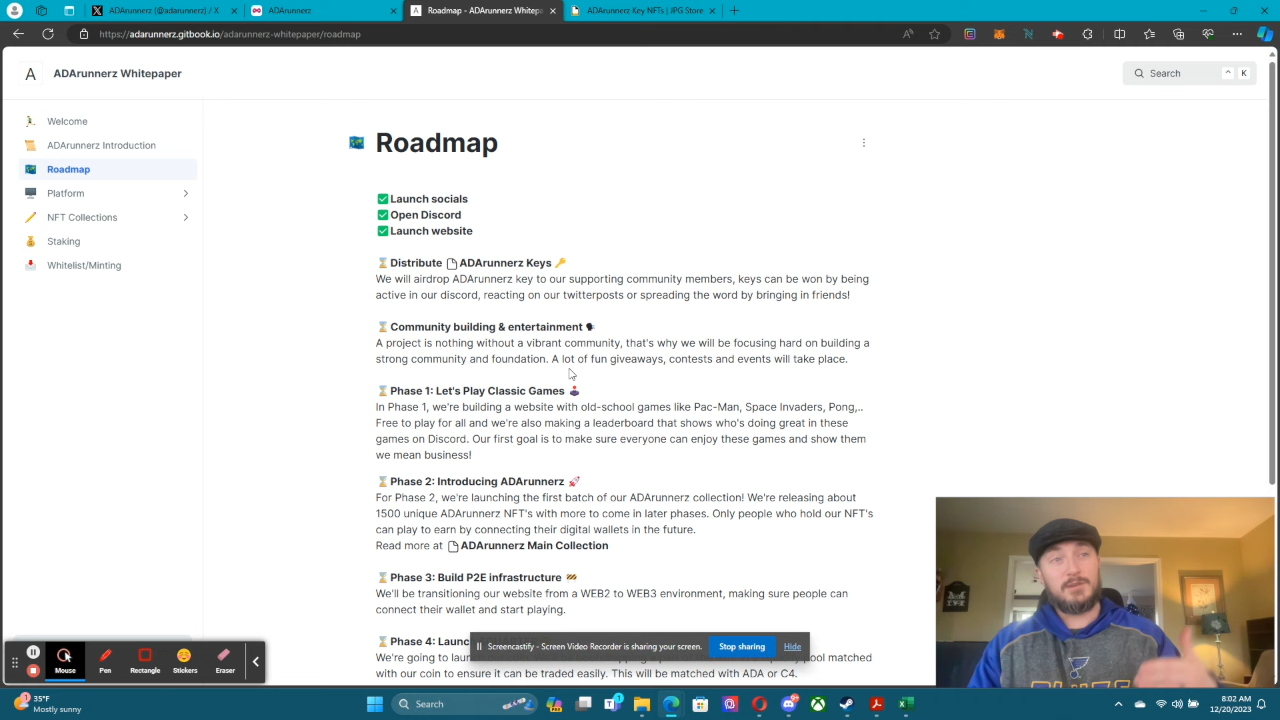 ADArunnerz (@adarunnerz) / X
ADArunnerz
Roadmap - ADArunnerz Whitepa
ADArunnerz Key NFTs | JPG Store
https://adarunnerz.gitbook.io/adarunnerz-whitepaper/roadmap
A ADArunnerz Whitepaper
Search ^ K
Welcome
ADArunnerz Introduction
Roadmap
Platform
NFT Collections
Staking
Whitelist/Minting
Roadmap
✅Launch socials
✅Open Discord
✅Launch website
⏳Distribute ADArunnerz Keys 🔑
We will airdrop ADArunnerz key to our supporting community members, keys can be won by being
active in our discord, reacting on our twitterposts or spreading the word by bringing in friends!
⏳Community building & entertainment 🗣
A project is nothing without a vibrant community, that's why we will be focusing hard on building a
strong community and foundation. A lot of fun giveaways, contests and events will take place.
⏳Phase 1: Let's Play Classic Games 🕹
In Phase 1, we're building a website with old-school games like Pac-Man, Space Invaders, Pong,..
Free to play for all and we're also making a leaderboard that shows who's doing great in these
games on Discord. Our first goal is to make sure everyone can enjoy these games and show them
we mean business!
⏳Phase 2: Introducing ADArunnerz 🚀
For Phase 2, we're launching the first batch of our ADArunnerz collection! We're releasing about
1500 unique ADArunnerz NFT's with more to come in later phases. Only people who hold our NFT's
can play to earn by connecting their digital wallets in the future.
Read more at ADArunnerz Main Collection
⏳Phase 3: Build P2E infrastructure 🚧
We'll be transitioning our website from a WEB2 to WEB3 environment, making sure people can
connect their wallet and start playing.
⏳Phase 4:
We're going to
pool matched
with our coin to ensure it can be traded easily. This will be matched with ADA or C4.
Screencastify - Screen Video Recorder is sharing your screen. Stop sharing Hide
Mouse Pen Rectangle Stickers Eraser
35°F
Mostly sunny
Search
8:02 AM
12/20/2023